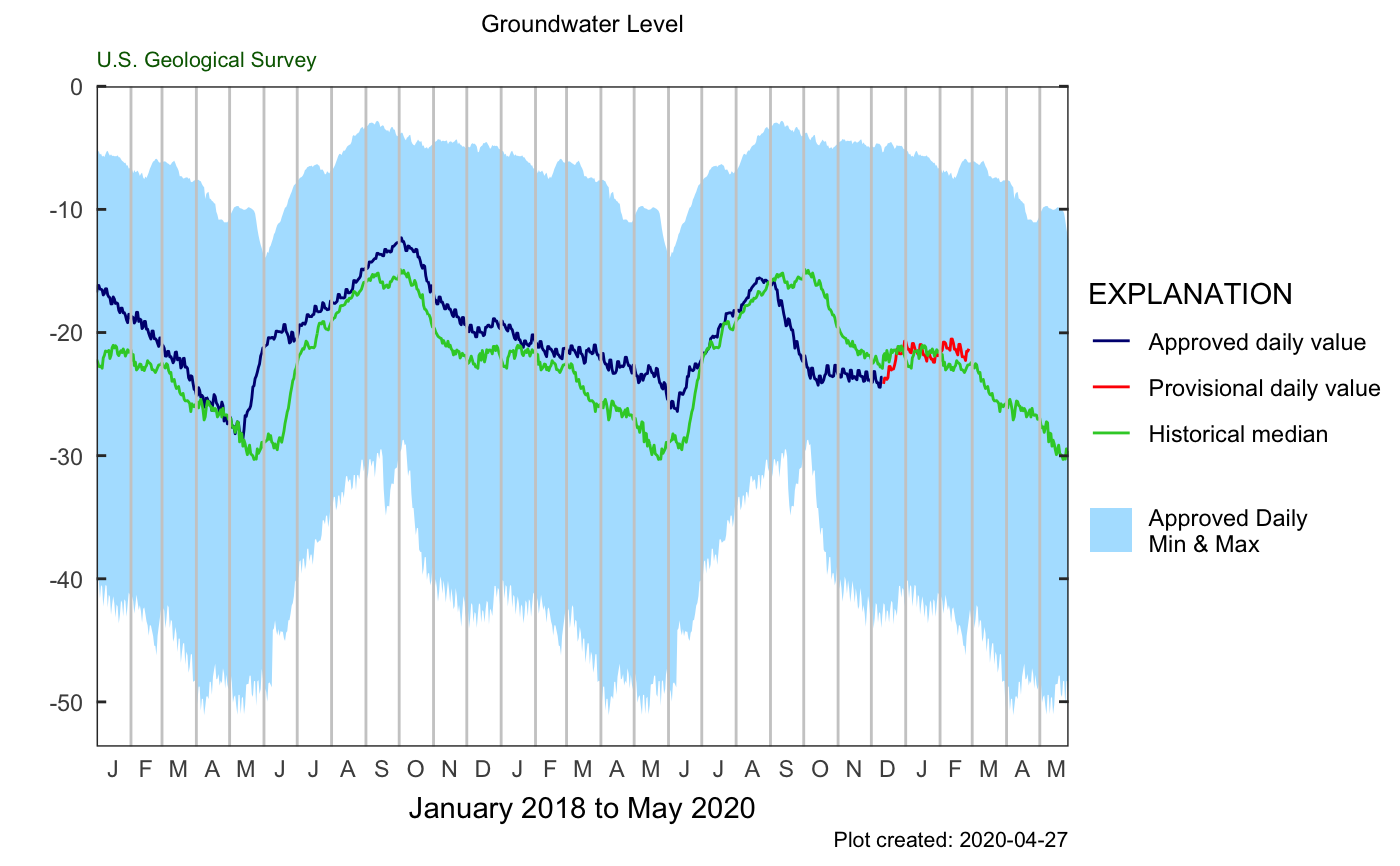 Groundwater Level
U.S. Geological Survey
0
-10
-20
-30
-40
-50
J F M A M J J A S O N D J F M A M J J A S O N D J F M A M
January 2018 to May 2020
Plot created: 2020-04-27
EXPLANATION
Approved daily value
Provisional daily value
Historical median
Approved Daily
Min & Max